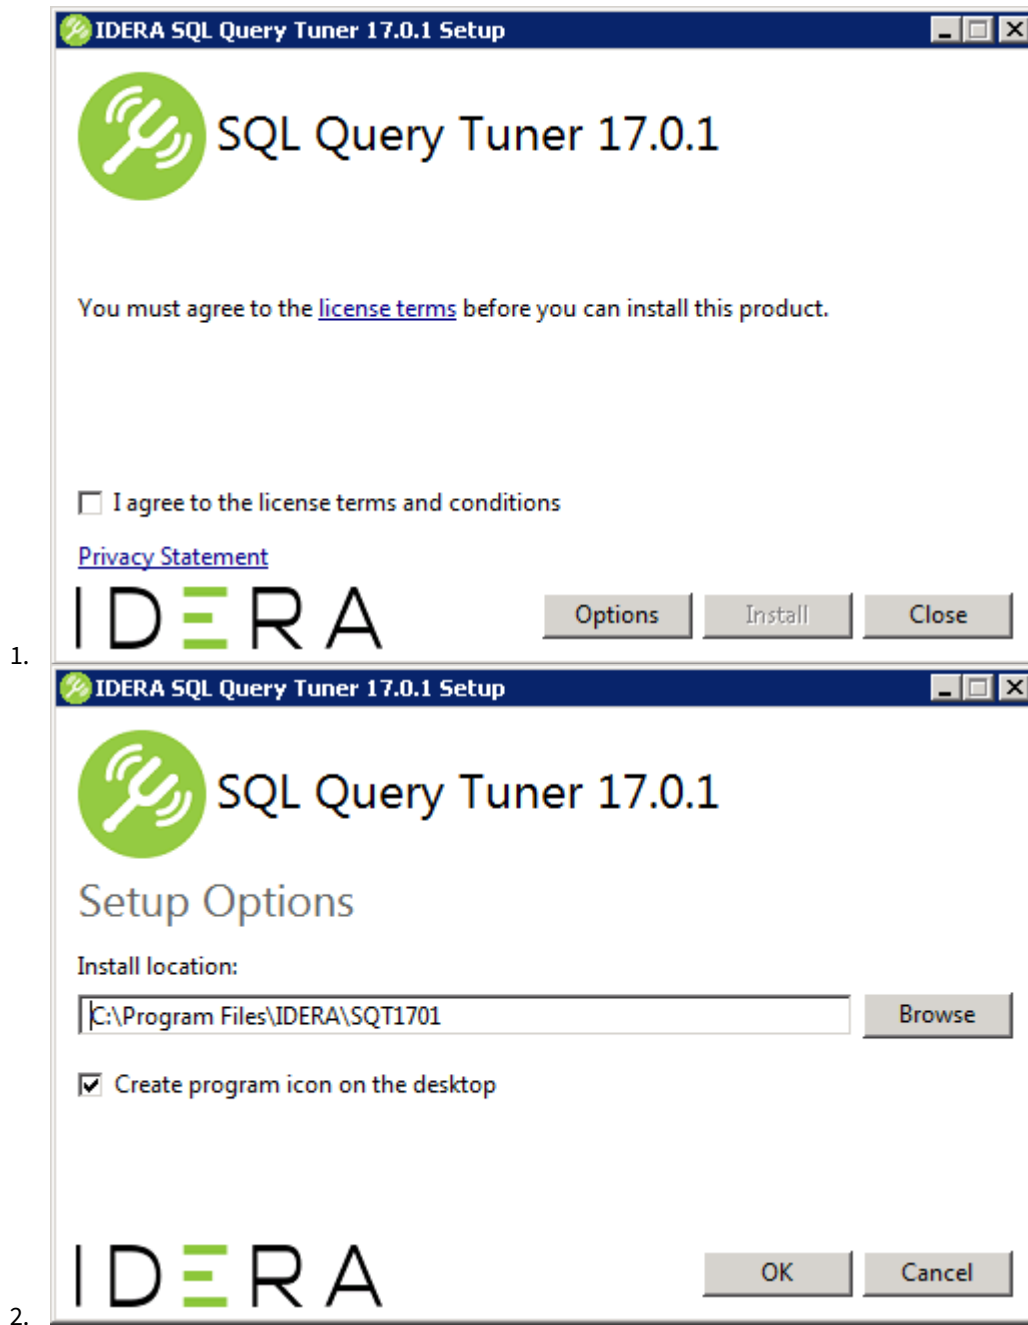 IDERA SQL Query Tuner 17.0.1 Setup
SQL Query Tuner 17.0.1
You must agree to the license terms before you can install this product.
I agree to the license terms and conditions
Privacy Statement
IDERA
Options Install Close
1.
IDERA SQL Query Tuner 17.0.1 Setup
SQL Query Tuner 17.0.1
Setup Options
Install location:
C:\Program Files\IDERA\SQT1701 Browse
Create program icon on the desktop
IDERA
OK Cancel
2.